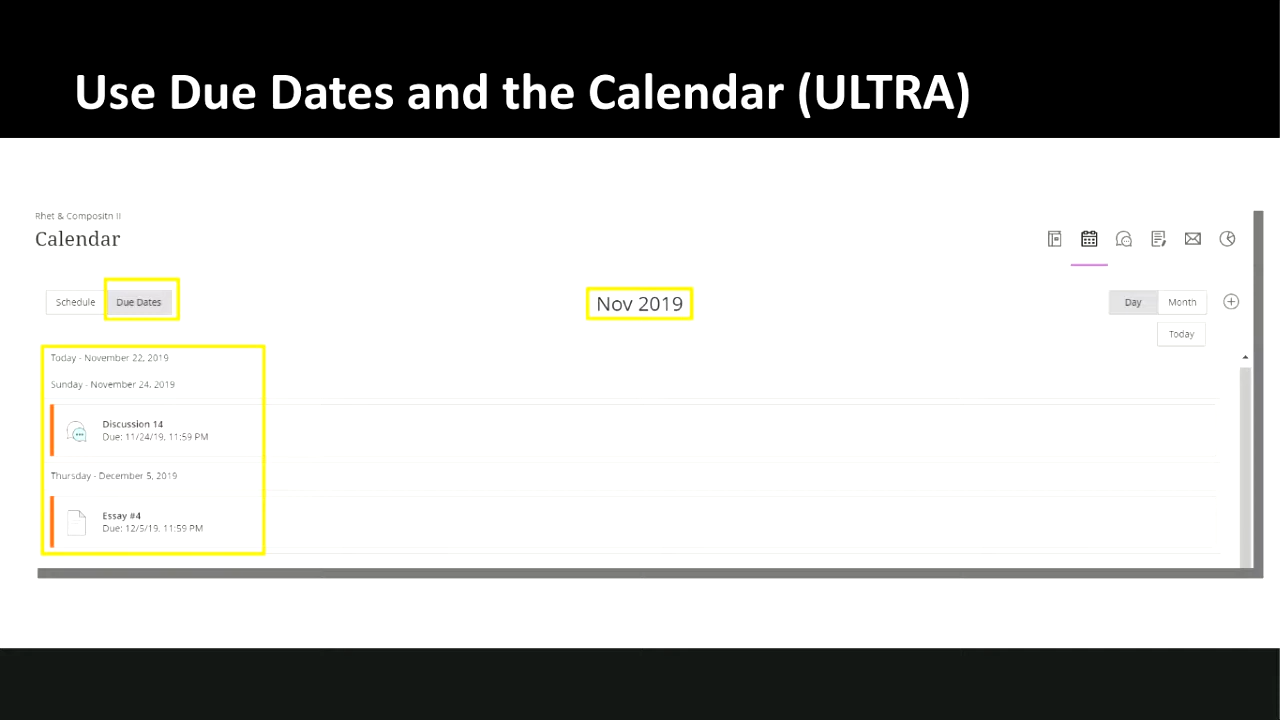 Use Due Dates and the Calendar (ULTRA)
Rhet & Compositn II
Calendar
Schedule
Due Dates
Nov 2019
Day
Month
Today
Today - November 22, 2019
Sunday - November 24, 2019
Discussion 14
Due: 11/24/19, 11:59 PM
Thursday - December 5, 2019
Essay #4
Due: 12/5/19, 11:59 PM